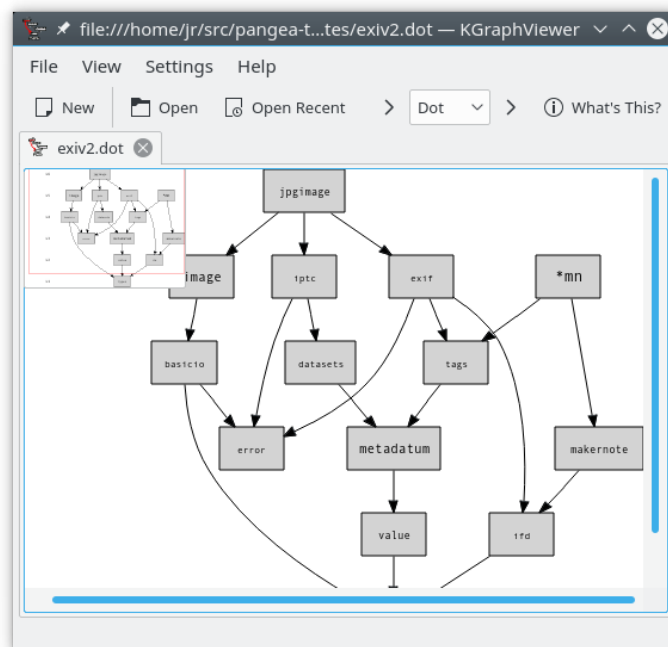 file:///home/jr/src/pangea-t...tes/exiv2.dot — KGraphViewer
File View Settings Help
New Open Open Recent Dot What's This?
exiv2.dot
jpgimage
image iptc exif *mn
basicio datasets tags
error metadatum makernote
value ifd